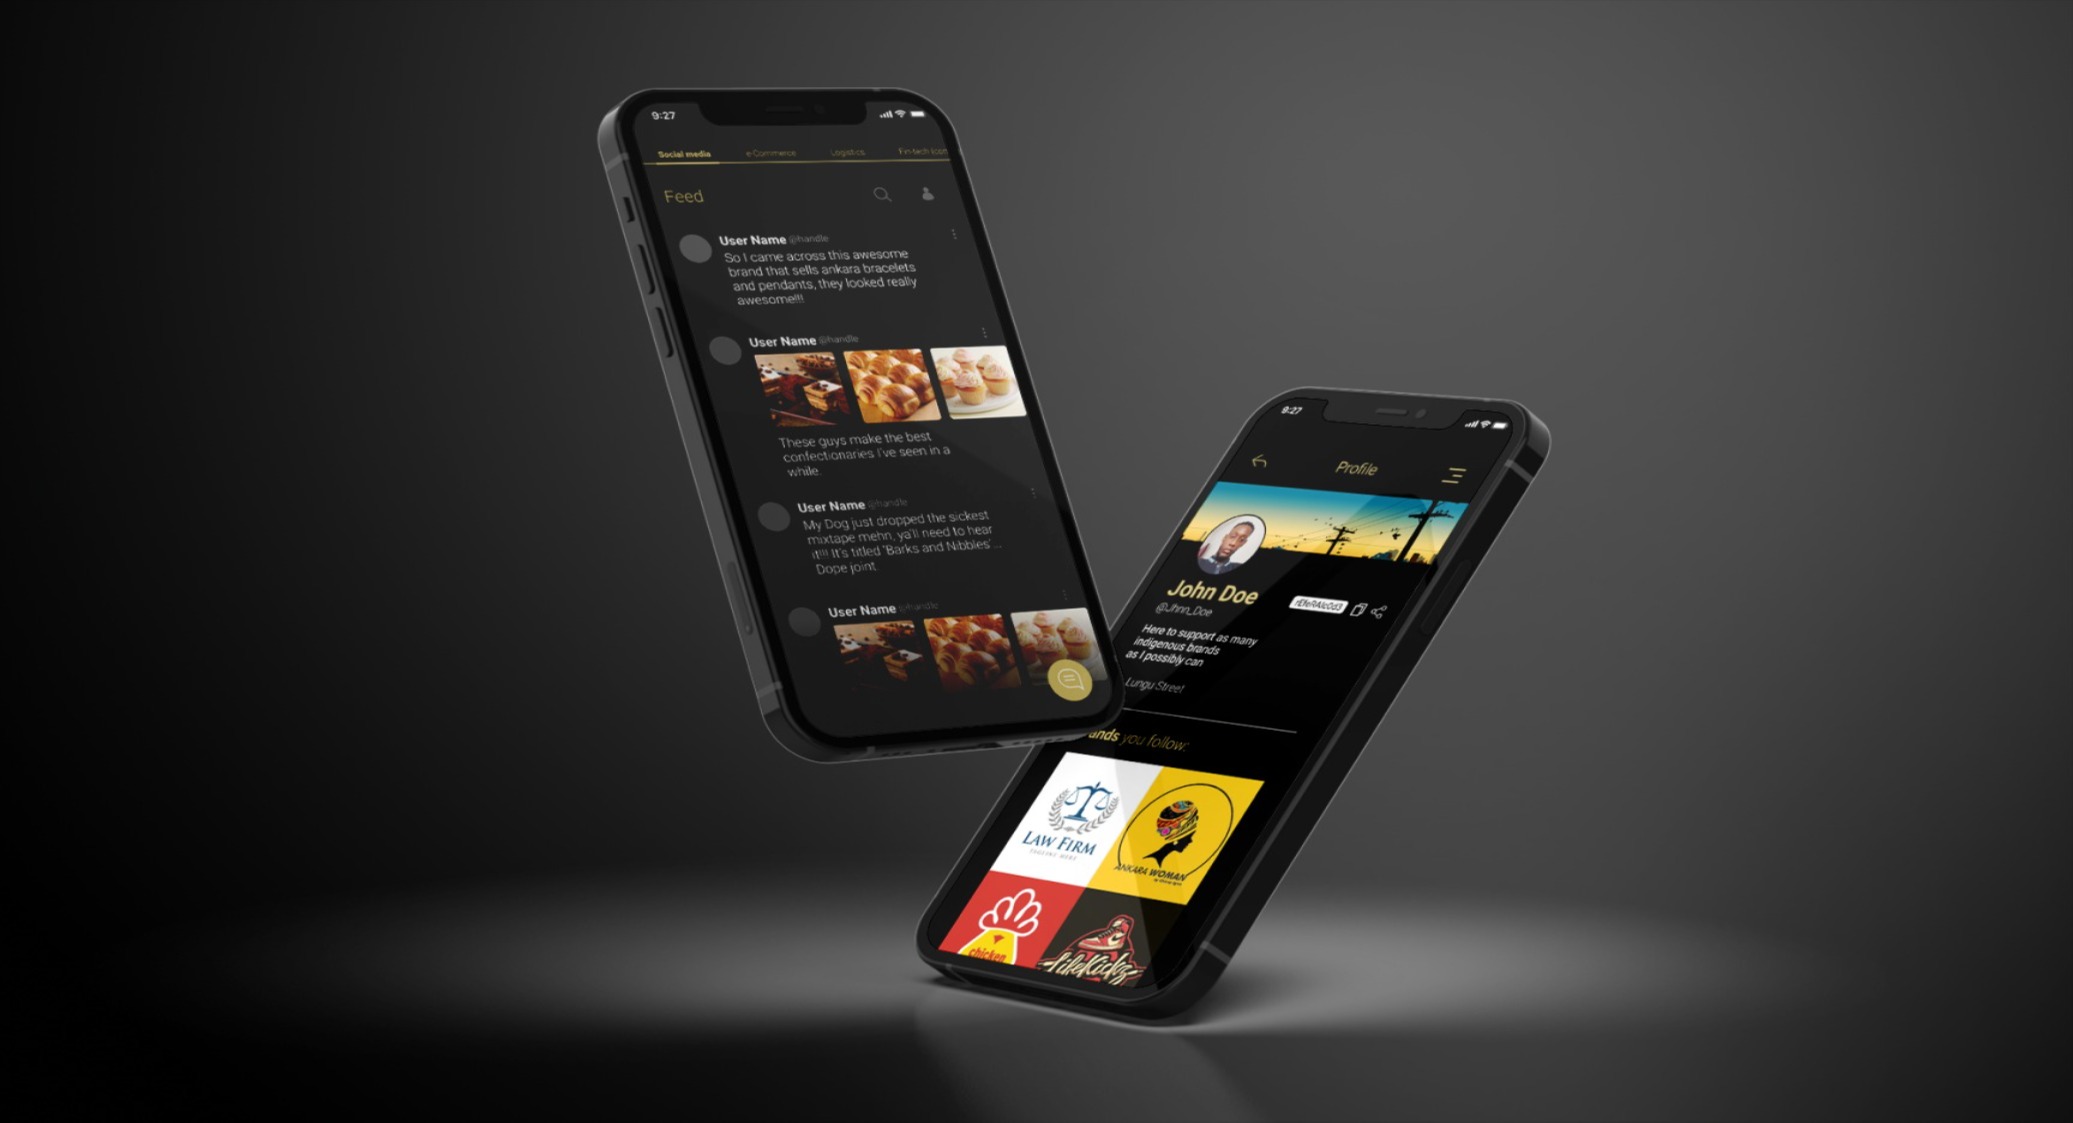 9:27
Social media e-Commerce Logistics Fin-tech
Feed
User Name @handle
So I came across this awesome
brand that sells ankara bracelets
and pendants, they looked really
awesome!!!
User Name @handle
These guys make the best
confectionaries I've seen in a
while.
User Name @handle
My Dog just dropped the sickest
mixtape mehn, ya'll need to hear
it!!! It's titled 'Barks and Nibbles' ...
Dope joint.
User Name @handle
9:27
Profile
John Doe
@Jhnn_Doe
Here to support as many
indigenous brands
as I possibly can
Lungu Street
ands you follow:
LAW FIRM
TAGLINE HERE
ANKARA WOMAN
chicken
LikeKickz